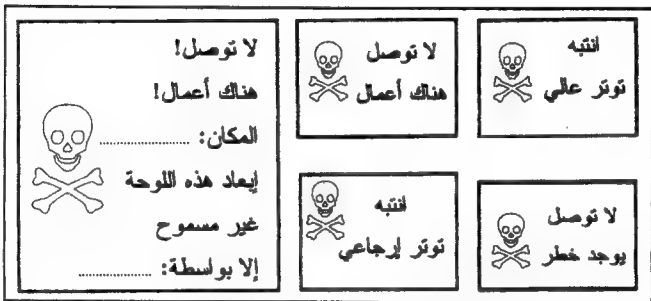 انتبه
توتر عالي
لا توصل
هناك أعمال
لا توصل!
هناك أعمال!
المكان: ....................
إبعاد هذه اللوحة
غير مسموح
إلا بواسطة: ................
لا توصل
يوجد خطر
انتبه
توتر إرجاعي